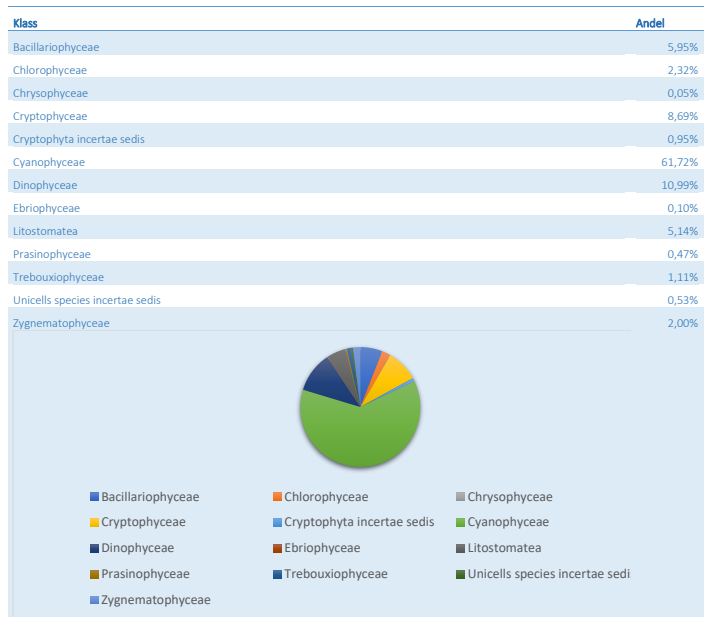 Klass Andel
Bacillariophyceae 5,95%
Chlorophyceae 2,32%
Chrysophyceae 0,05%
Cryptophyceae 8,69%
Cryptophyta incertae sedis 0,95%
Cyanophyceae 61,72%
Dinophyceae 10,99%
Ebriophyceae 0,10%
Litostomatea 5,14%
Prasinophyceae 0,47%
Trebouxiophyceae 1,11%
Unicells species incertae sedis 0,53%
Zygnematophyceae 2,00%
Bacillariophyceae Chlorophyceae Chrysophyceae
Cryptophyceae Cryptophyta incertae sedis Cyanophyceae
Dinophyceae Ebriophyceae Litostomatea
Prasinophyceae Trebouxiophyceae Unicells species incertae sedi
Zygnematophyceae